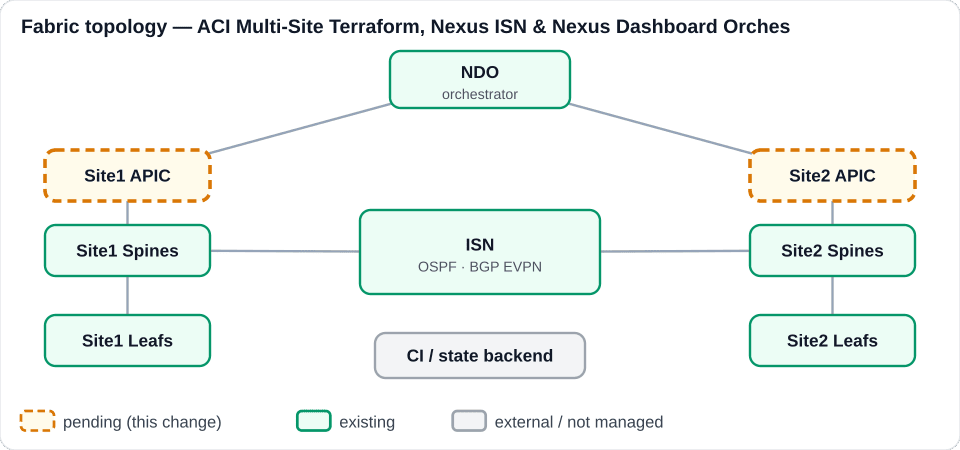 Fabric topology — ACI Multi-Site Terraform, Nexus ISN & Nexus Dashboard Orches
NDO
orchestrator
Site1 APIC
Site2 APIC
Site1 Spines
ISN
OSPF · BGP EVPN
Site2 Spines
Site1 Leafs
CI / state backend
Site2 Leafs
pending (this change)
existing
external / not managed